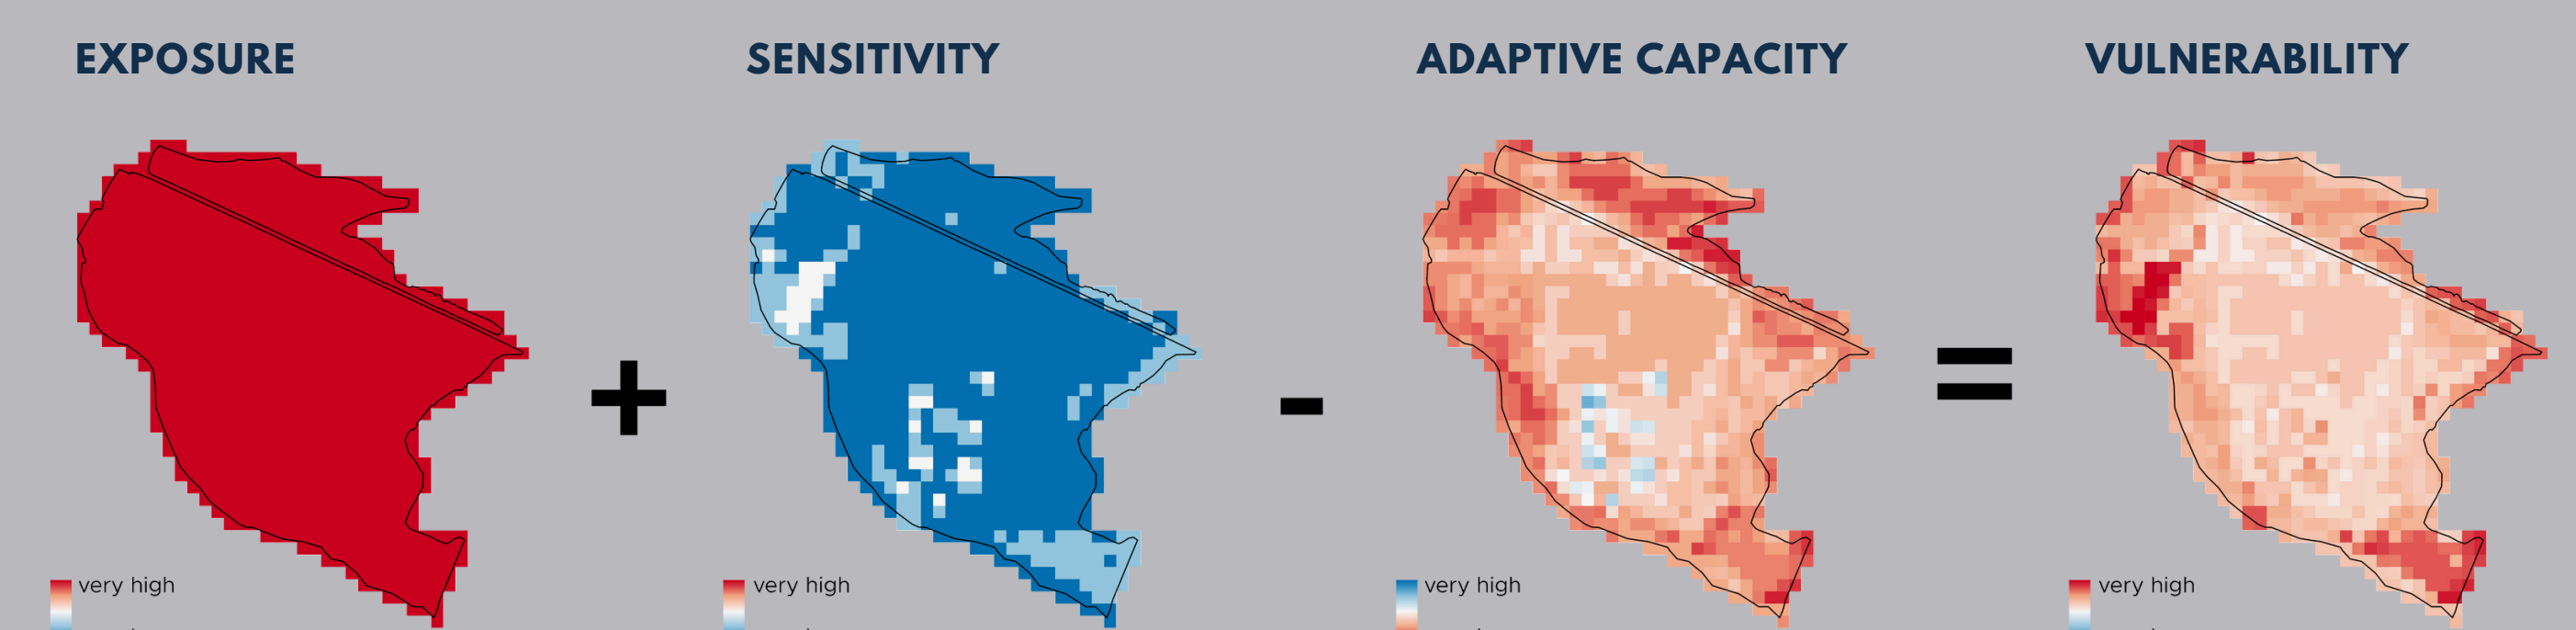 EXPOSURE
SENSITIVITY
ADAPTIVE CAPACITY
VULNERABILITY
+
-
=
very high
very high
very high
very high